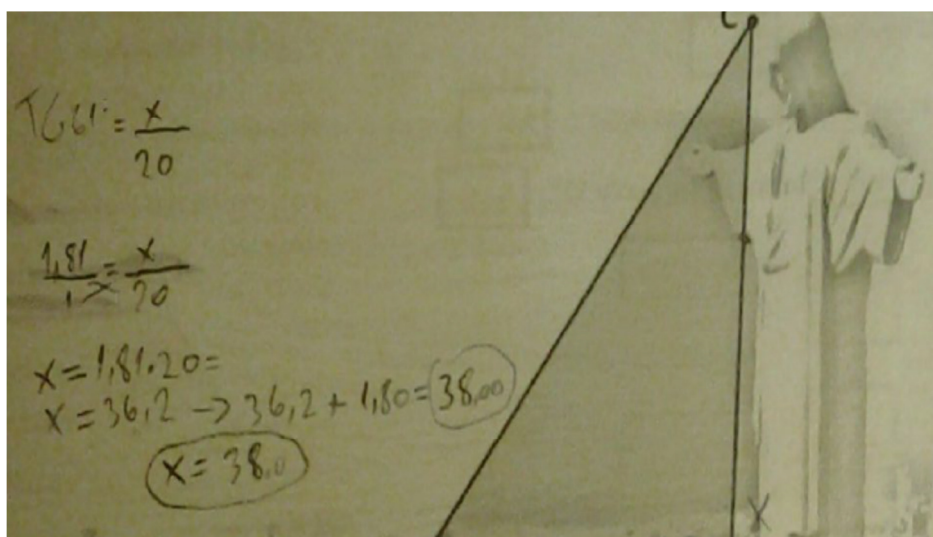 C
TG 61° = x/20
1,81/1 = x/20
x = 1,81.20=
x = 36,2 → 36,2 + 1,80 = 38,00
x = 38,0
X